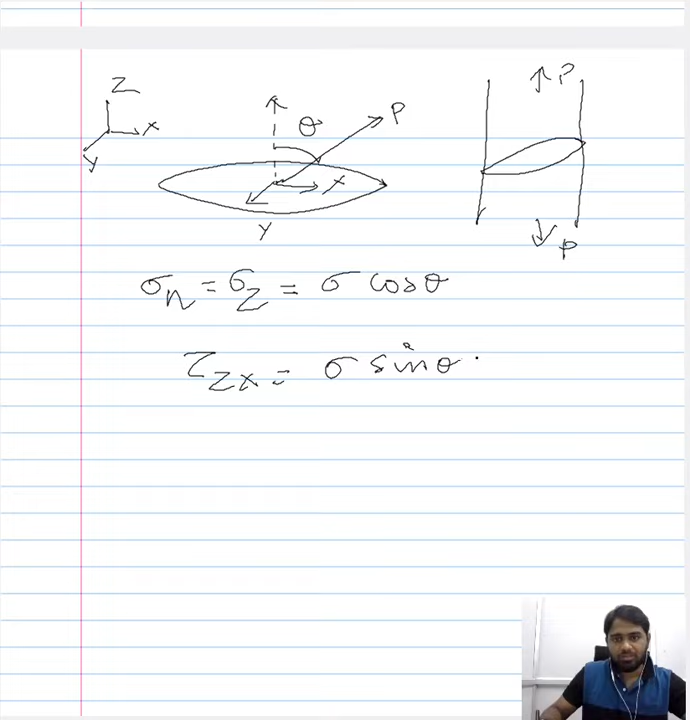 Z
X
Y
θ
P
X
Y
P
P
σn = σZ = σ cosθ
τZX = σ sinθ.